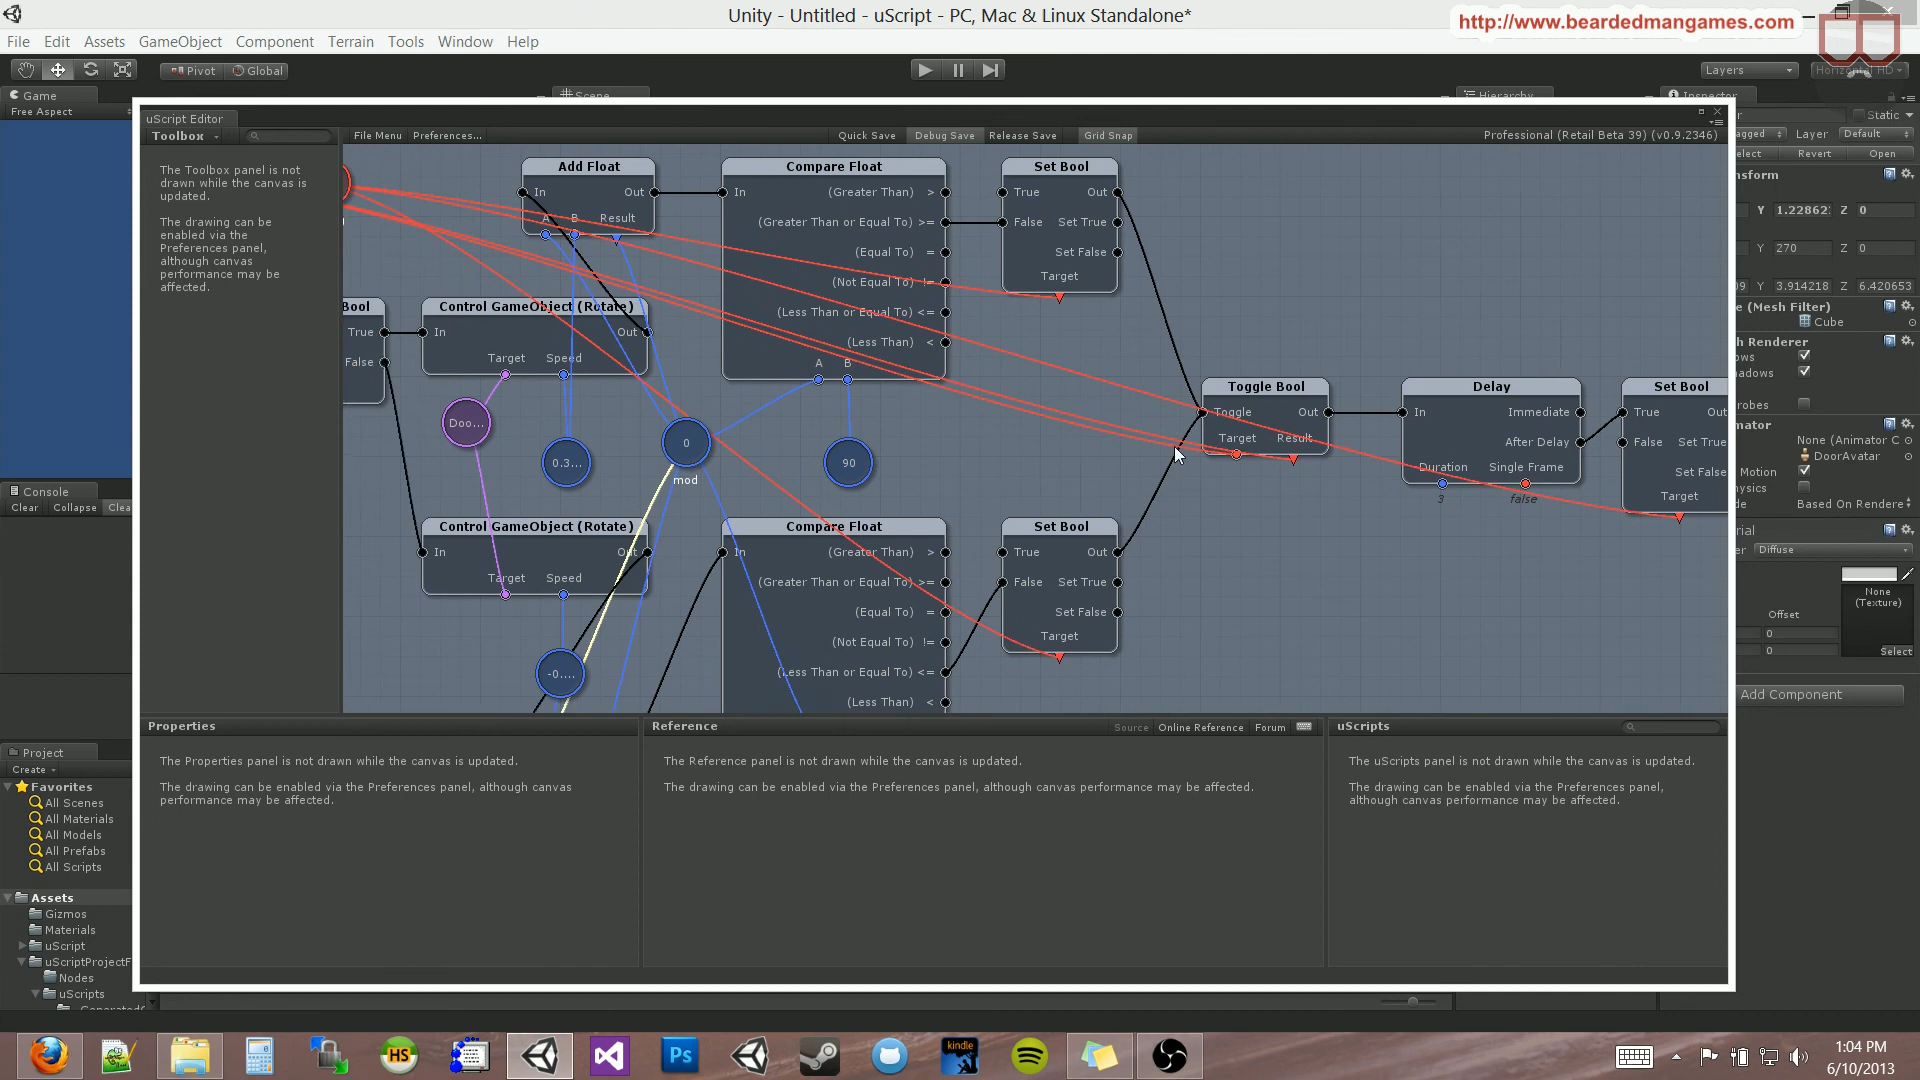 Unity - Untitled - uScript - PC, Mac & Linux Standalone*
http://www.beardedmangames.com
File Edit Assets GameObject Component Terrain Tools Window Help
Pivot Global
Layers
Horizontal HD
Game
Scene
Hierarchy
Inspector
Free Aspect
Static
Layer Default
Revert Open
uScript Editor
Toolbox
File Menu Preferences...
Quick Save Debug Save Release Save Grid Snap
Professional (Retail Beta 39) (v0.9.2346)
The Toolbox panel is not
drawn while the canvas is
updated.
The drawing can be
enabled via the
Preferences panel,
although canvas
performance may be
affected.
Add Float
In Out
A B Result
Compare Float
In (Greater Than) >
(Greater Than or Equal To) >=
(Equal To) =
(Not Equal To) !=
(Less Than or Equal To) <=
(Less Than) <
A B
Set Bool
True Out
False Set True
Set False
Target
Bool
True
False
Control GameObject (Rotate)
In Out
Target Speed
Doo...
0.3...
0
mod
90
Toggle Bool
Toggle Out
Target Result
Delay
In Immediate
After Delay
Duration Single Frame
3 false
Set Bool
True Out
False Set True
Set False
Target
Control GameObject (Rotate)
In Out
Target Speed
-0....
Compare Float
In (Greater Than) >
(Greater Than or Equal To) >=
(Equal To) =
(Not Equal To) !=
(Less Than or Equal To) <=
(Less Than) <
Set Bool
True Out
False Set True
Set False
Target
Y 1.22862 Z 0
Y 270 Z 0
3.914218 Z 6.420653
(Mesh Filter)
Cube
None (Animator C
DoorAvatar
Motion
Based On Rendere
Diffuse
None
(Texture)
Offset
0
0
Select
Add Component
Console
Clear Collapse Clea
Project
Create
Favorites
All Scenes
All Materials
All Models
All Prefabs
All Scripts
Assets
Gizmos
Materials
uScript
uScriptProjectF
Nodes
uScripts
Properties
The Properties panel is not drawn while the canvas is updated.
The drawing can be enabled via the Preferences panel, although canvas
performance may be affected.
Reference
Source Online Reference Forum
The Reference panel is not drawn while the canvas is updated.
The drawing can be enabled via the Preferences panel, although canvas performance may be affected.
uScripts
The uScripts panel is not drawn while the canvas is updated.
The drawing can be enabled via the Preferences panel,
although canvas performance may be affected.
HS
Ps
kindle
1:04 PM
6/10/2013